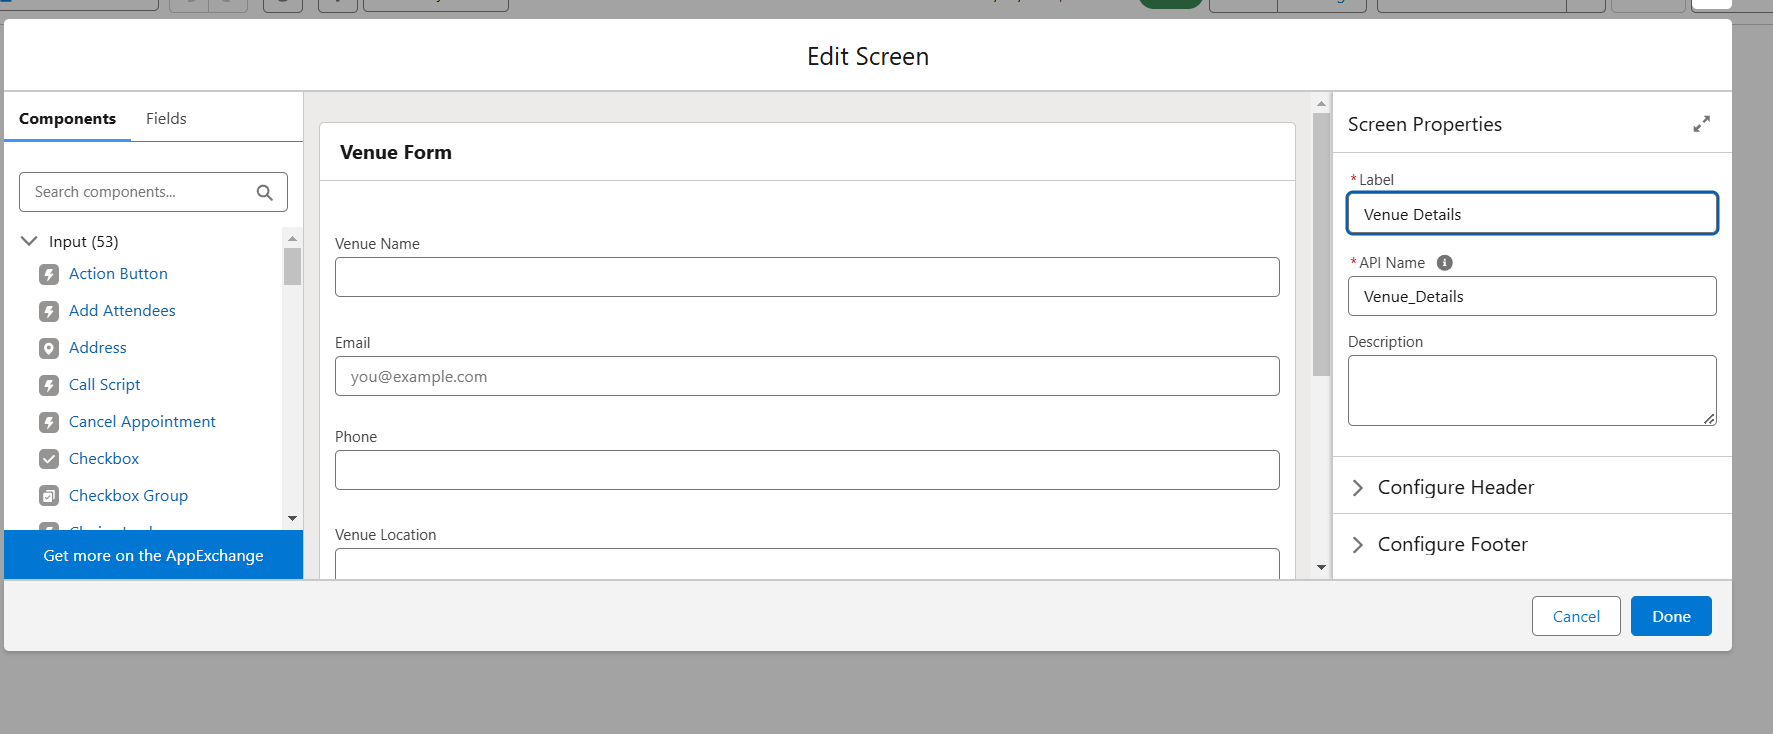 Edit Screen
Components
Fields
Search components...
Input (53)
Action Button
Add Attendees
Address
Call Script
Cancel Appointment
Checkbox
Checkbox Group
Get more on the AppExchange
Venue Form
Venue Name
Email
you@example.com
Phone
Venue Location
Screen Properties
*Label
Venue Details
*API Name
Venue_Details
Description
Configure Header
Configure Footer
Cancel
Done